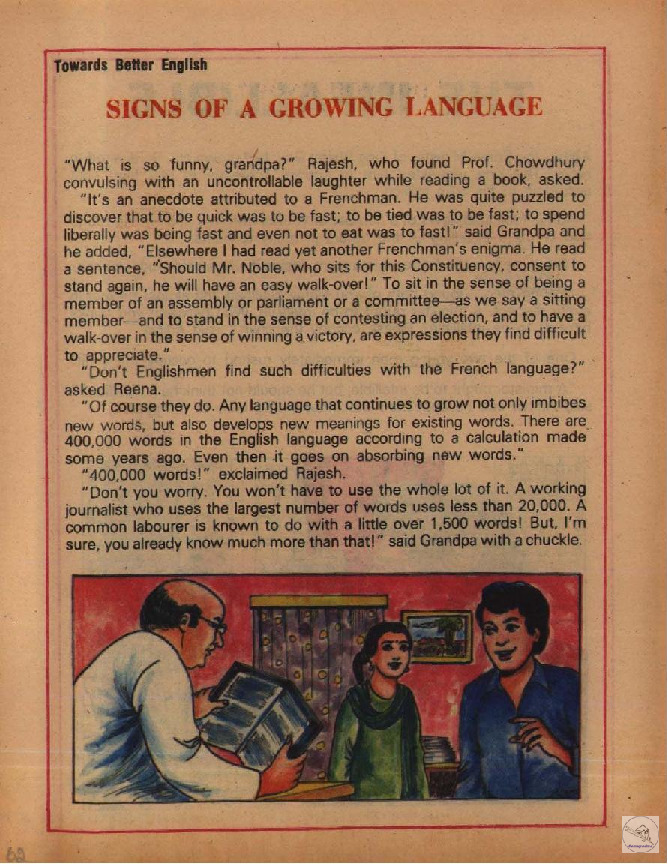 Towards Better English
SIGNS OF A GROWING LANGUAGE
"What is so funny, grandpa?" Rajesh, who found Prof. Chowdhury
convulsing with an uncontrollable laughter while reading a book, asked.
"It's an anecdote attributed to a Frenchman. He was quite puzzled to
discover that to be quick was to be fast; to be tied was to be fast; to spend
liberally was being fast and even not to eat was to fast!" said Grandpa and
he added, "Elsewhere I had read yet another Frenchman's enigma. He read
a sentence, "Should Mr. Noble, who sits for this Constituency, consent to
stand again, he will have an easy walk-over!" To sit in the sense of being a
member of an assembly or parliament or a committee—as we say a sitting
member—and to stand in the sense of contesting an election, and to have a
walk-over in the sense of winning a victory, are expressions they find difficult
to appreciate."
"Don't Englishmen find such difficulties with the French language?"
asked Reena.
"Of course they do. Any language that continues to grow not only imbibes
new words, but also develops new meanings for existing words. There are
400,000 words in the English language according to a calculation made
some years ago. Even then it goes on absorbing new words."
"400,000 words!" exclaimed Rajesh.
"Don't you worry. You won't have to use the whole lot of it. A working
journalist who uses the largest number of words uses less than 20,000. A
common labourer is known to do with a little over 1,500 words! But, I'm
sure, you already know much more than that!" said Grandpa with a chuckle.
62